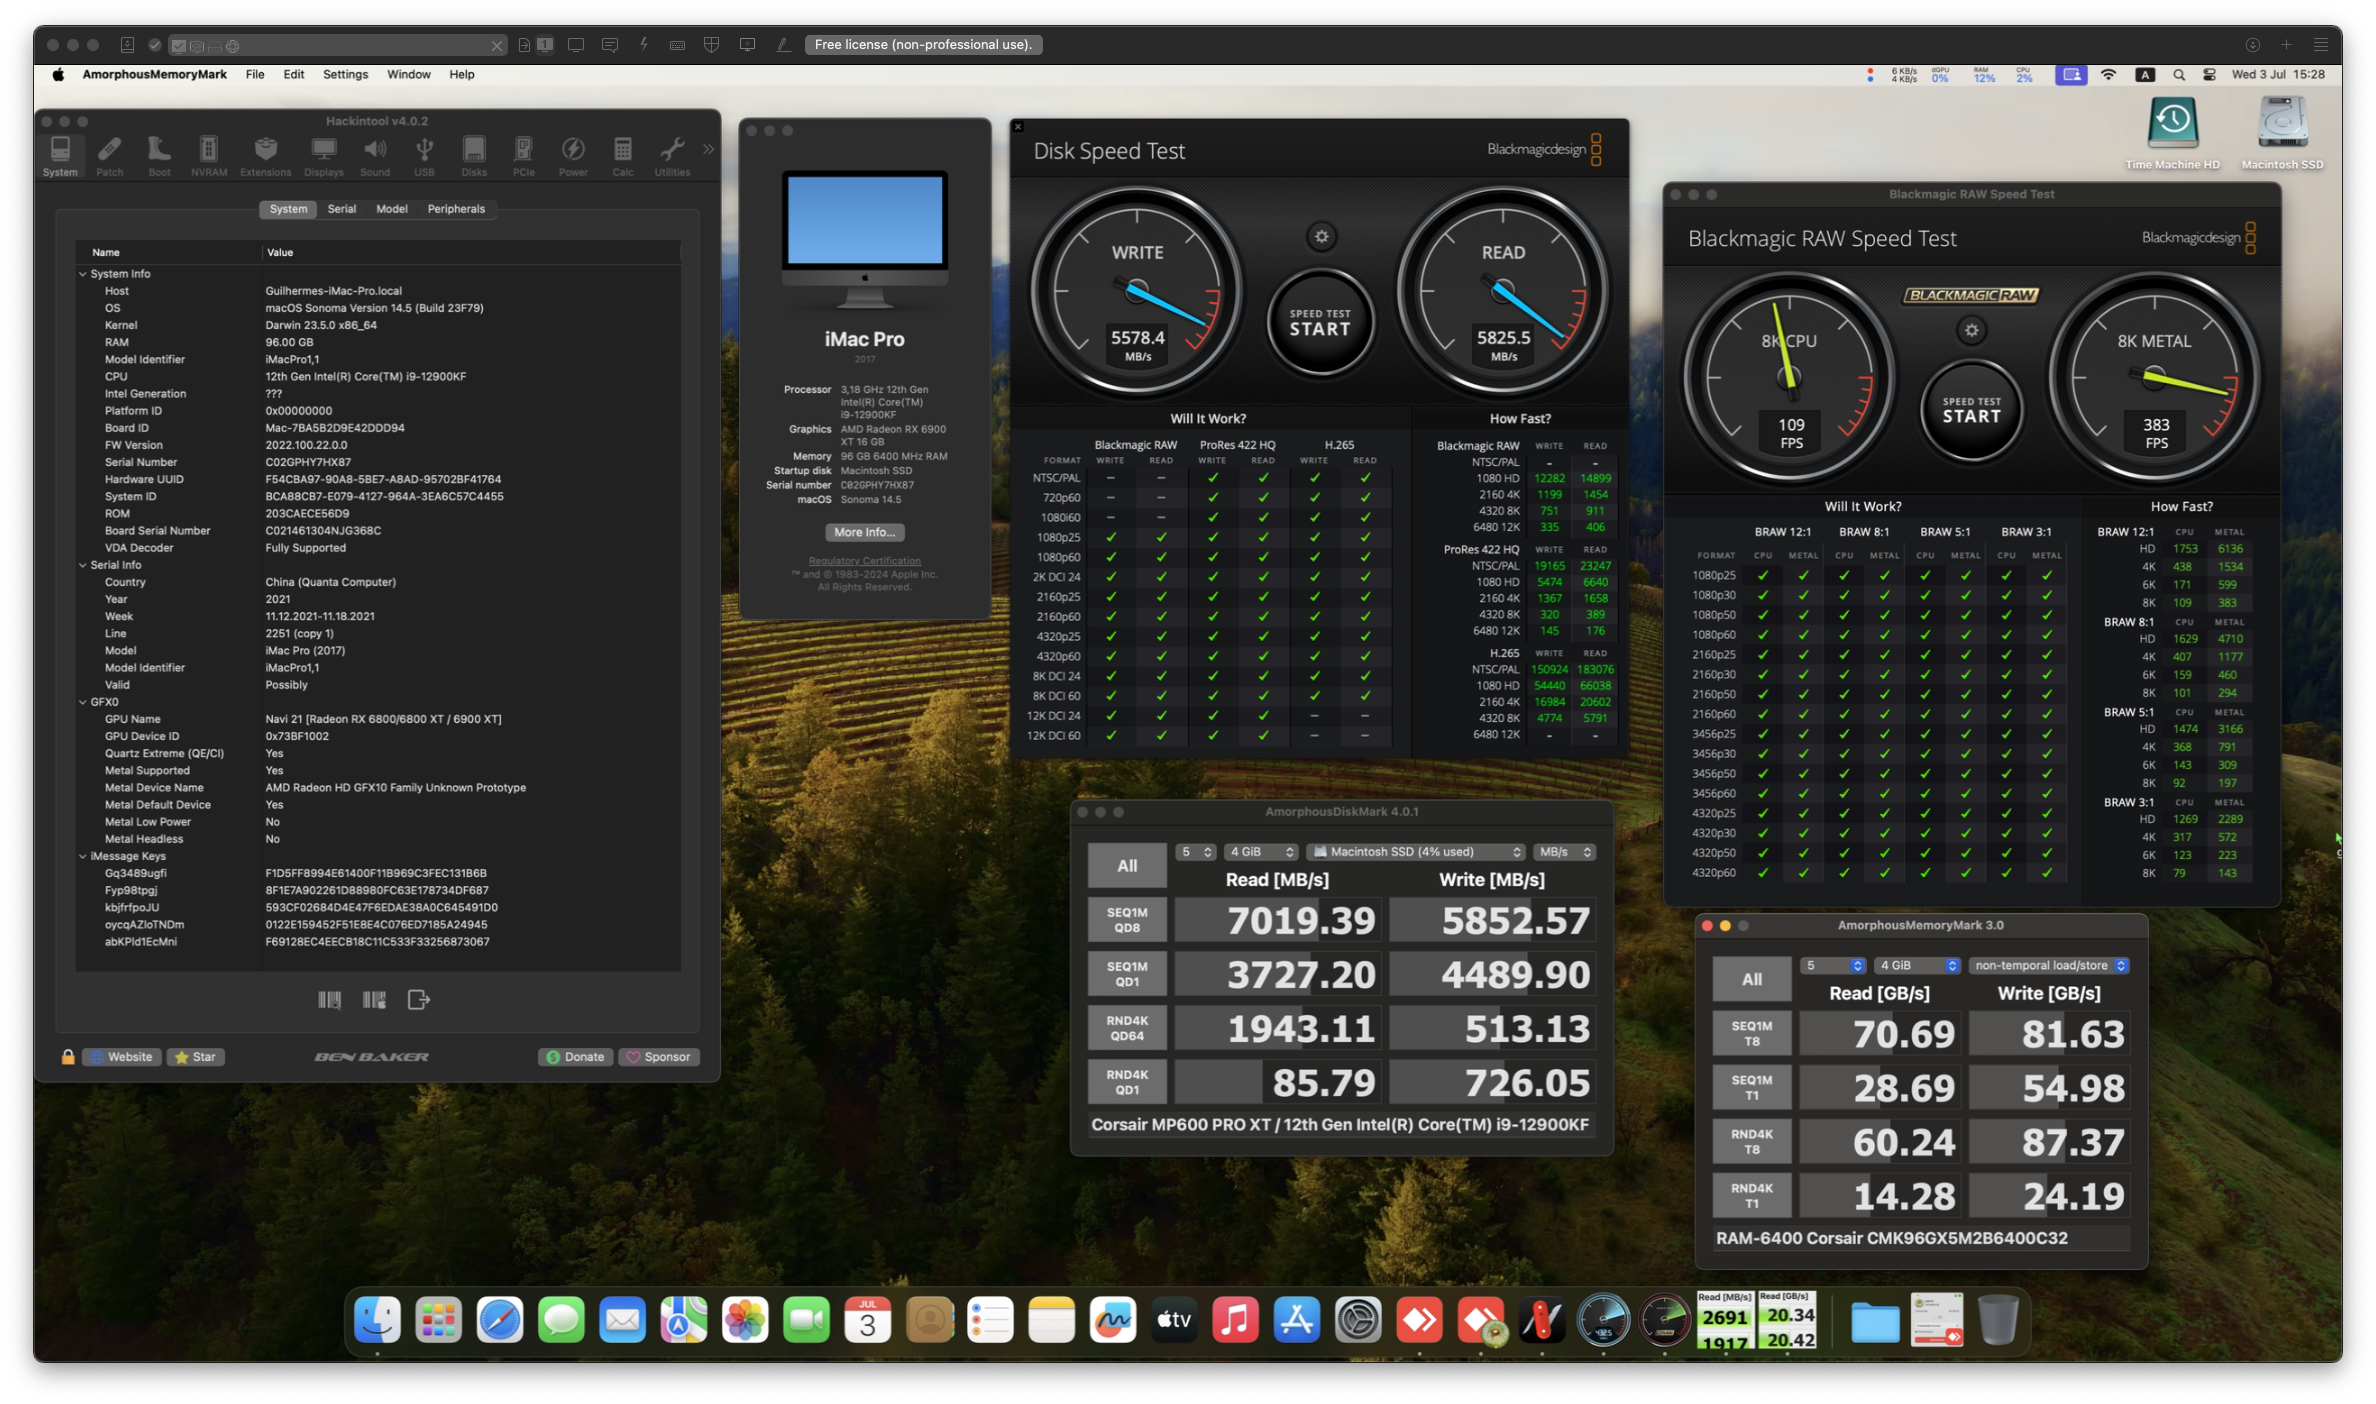 Free license (non-professional use).
AmorphousMemoryMark File Edit Settings Window Help
6 KB/s
4 KB/s
dGPU
0%
RAM
12%
CPU
2%
A
Wed 3 Jul 15:28
Time Machine HD
Macintosh SSD
Hackintool v4.0.2
System Patch Boot NVRAM Extensions Displays Sound USB Disks PCIe Power Calc Utilities
System Serial Model Peripherals
Name Value
System Info
Host Guilhermes-iMac-Pro.local
OS macOS Sonoma Version 14.5 (Build 23F79)
Kernel Darwin 23.5.0 x86_64
RAM 96.00 GB
Model Identifier iMacPro1,1
CPU 12th Gen Intel(R) Core(TM) i9-12900KF
Intel Generation ???
Platform ID 0x00000000
Board ID Mac-7BA5B2D9E42DDD94
FW Version 2022.100.22.0.0
Serial Number C02GPHY7HX87
Hardware UUID F54CBA97-90A8-5BE7-A8AD-95702BF41764
System ID BCA88CB7-E079-4127-964A-3EA6C57C4455
ROM 203CAECE56D9
Board Serial Number C021461304NJG368C
VDA Decoder Fully Supported
Serial Info
Country China (Quanta Computer)
Year 2021
Week 11.12.2021-11.18.2021
Line 2251 (copy 1)
Model iMac Pro (2017)
Model Identifier iMacPro1,1
Valid Possibly
GFX0
GPU Name Navi 21 [Radeon RX 6800/6800 XT / 6900 XT]
GPU Device ID 0x73BF1002
Quartz Extreme (QE/CI) Yes
Metal Supported Yes
Metal Device Name AMD Radeon HD GFX10 Family Unknown Prototype
Metal Default Device Yes
Metal Low Power No
Metal Headless No
iMessage Keys
Gq3489ugfi F1D5FF8994E61400F11B969C3FEC131B6B
Fyp98tpgj 8F1E7A902261D88980FC63E178734DF687
kbjfrfpoJU 593CF02684D4E47F6EDAE38A0C645491D0
oycqAZloTNDm 0122E159452F51E8E4C076ED7185A24945
abKPld1EcMni F69128EC4EECB18C11C533F33256873067
Website Star BEN BAKER Donate Sponsor
iMac Pro
2017
Processor 3,18 GHz 12th Gen
Intel(R) Core(TM)
i9-12900KF
Graphics AMD Radeon RX 6900
XT 16 GB
Memory 96 GB 6400 MHz RAM
Startup disk Macintosh SSD
Serial number C02GPHY7HX87
macOS Sonoma 14.5
More Info...
Regulatory Certification
™ and © 1983-2024 Apple Inc.
All Rights Reserved.
Disk Speed Test Blackmagicdesign
WRITE
5578.4
MB/s
SPEED TEST
START
READ
5825.5
MB/s
Will It Work?
Blackmagic RAW ProRes 422 HQ H.265
FORMAT WRITE READ WRITE READ WRITE READ
NTSC/PAL – – ✓ ✓ ✓ ✓
720p60 – – ✓ ✓ ✓ ✓
1080i60 – – ✓ ✓ ✓ ✓
1080p25 ✓ ✓ ✓ ✓ ✓ ✓
1080p60 ✓ ✓ ✓ ✓ ✓ ✓
2K DCI 24 ✓ ✓ ✓ ✓ ✓ ✓
2160p25 ✓ ✓ ✓ ✓ ✓ ✓
2160p60 ✓ ✓ ✓ ✓ ✓ ✓
4320p25 ✓ ✓ ✓ ✓ ✓ ✓
4320p60 ✓ ✓ ✓ ✓ ✓ ✓
8K DCI 24 ✓ ✓ ✓ ✓ ✓ ✓
8K DCI 60 ✓ ✓ ✓ ✓ ✓ ✓
12K DCI 24 ✓ ✓ ✓ ✓ – –
12K DCI 60 ✓ ✓ ✓ ✓ – –
How Fast?
Blackmagic RAW WRITE READ
NTSC/PAL - -
1080 HD 12282 14899
2160 4K 1199 1454
4320 8K 751 911
6480 12K 335 406
ProRes 422 HQ WRITE READ
NTSC/PAL 19165 23247
1080 HD 5474 6640
2160 4K 1367 1658
4320 8K 320 389
6480 12K 145 176
H.265 WRITE READ
NTSC/PAL 150924 183076
1080 HD 54440 66038
2160 4K 16984 20602
4320 8K 4774 5791
6480 12K - -
Blackmagic RAW Speed Test
Blackmagic RAW Speed Test Blackmagicdesign
8K CPU
109
FPS
BLACKMAGIC RAW
SPEED TEST
START
8K METAL
383
FPS
Will It Work?
BRAW 12:1 BRAW 8:1 BRAW 5:1 BRAW 3:1
FORMAT CPU METAL CPU METAL CPU METAL CPU METAL
1080p25 ✓ ✓ ✓ ✓ ✓ ✓ ✓ ✓
1080p30 ✓ ✓ ✓ ✓ ✓ ✓ ✓ ✓
1080p50 ✓ ✓ ✓ ✓ ✓ ✓ ✓ ✓
1080p60 ✓ ✓ ✓ ✓ ✓ ✓ ✓ ✓
2160p25 ✓ ✓ ✓ ✓ ✓ ✓ ✓ ✓
2160p30 ✓ ✓ ✓ ✓ ✓ ✓ ✓ ✓
2160p50 ✓ ✓ ✓ ✓ ✓ ✓ ✓ ✓
2160p60 ✓ ✓ ✓ ✓ ✓ ✓ ✓ ✓
3456p25 ✓ ✓ ✓ ✓ ✓ ✓ ✓ ✓
3456p30 ✓ ✓ ✓ ✓ ✓ ✓ ✓ ✓
3456p50 ✓ ✓ ✓ ✓ ✓ ✓ ✓ ✓
3456p60 ✓ ✓ ✓ ✓ ✓ ✓ ✓ ✓
4320p25 ✓ ✓ ✓ ✓ ✓ ✓ ✓ ✓
4320p30 ✓ ✓ ✓ ✓ ✓ ✓ ✓ ✓
4320p50 ✓ ✓ ✓ ✓ ✓ ✓ ✓ ✓
4320p60 ✓ ✓ ✓ ✓ ✓ ✓ ✓ ✓
How Fast?
BRAW 12:1 CPU METAL
HD 1753 6136
4K 438 1534
6K 171 599
8K 109 383
BRAW 8:1 CPU METAL
HD 1629 4710
4K 407 1177
6K 159 460
8K 101 294
BRAW 5:1 CPU METAL
HD 1474 3166
4K 368 791
6K 143 309
8K 92 197
BRAW 3:1 CPU METAL
HD 1269 2289
4K 317 572
6K 123 223
8K 79 143
AmorphousDiskMark 4.0.1
All 5 4 GiB Macintosh SSD (4% used) MB/s
Read [MB/s] Write [MB/s]
SEQ1M
QD8 7019.39 5852.57
SEQ1M
QD1 3727.20 4489.90
RND4K
QD64 1943.11 513.13
RND4K
QD1 85.79 726.05
Corsair MP600 PRO XT / 12th Gen Intel(R) Core(TM) i9-12900KF
AmorphousMemoryMark 3.0
All 5 4 GiB non-temporal load/store
Read [GB/s] Write [GB/s]
SEQ1M
T8 70.69 81.63
SEQ1M
T1 28.69 54.98
RND4K
T8 60.24 87.37
RND4K
T1 14.28 24.19
RAM-6400 Corsair CMK96GX5M2B6400C32
JUL
3
tv
Read [MB/s]
2691
1917
Read [GB/s]
20.34
20.42